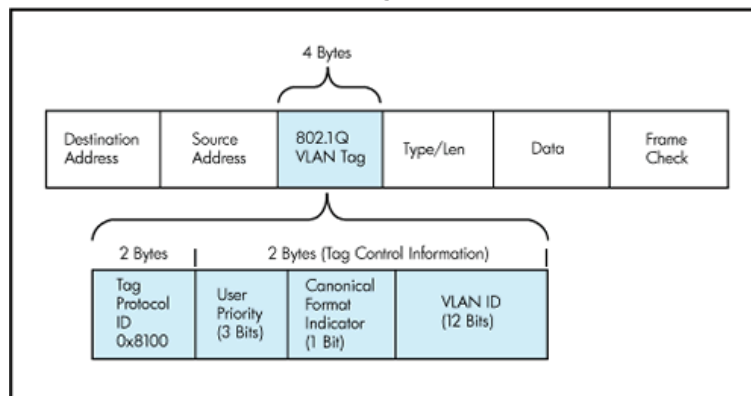 4 Bytes
Destination
Address
Source
Address
802.1Q
VLAN Tag
Type/Len
Data
Frame
Check
2 Bytes
2 Bytes (Tag Control Information)
Tag
Protocol
ID
0x8100
User
Priority
(3 Bits)
Canonical
Format
Indicator
(1 Bit)
VLAN ID
(12 Bits)